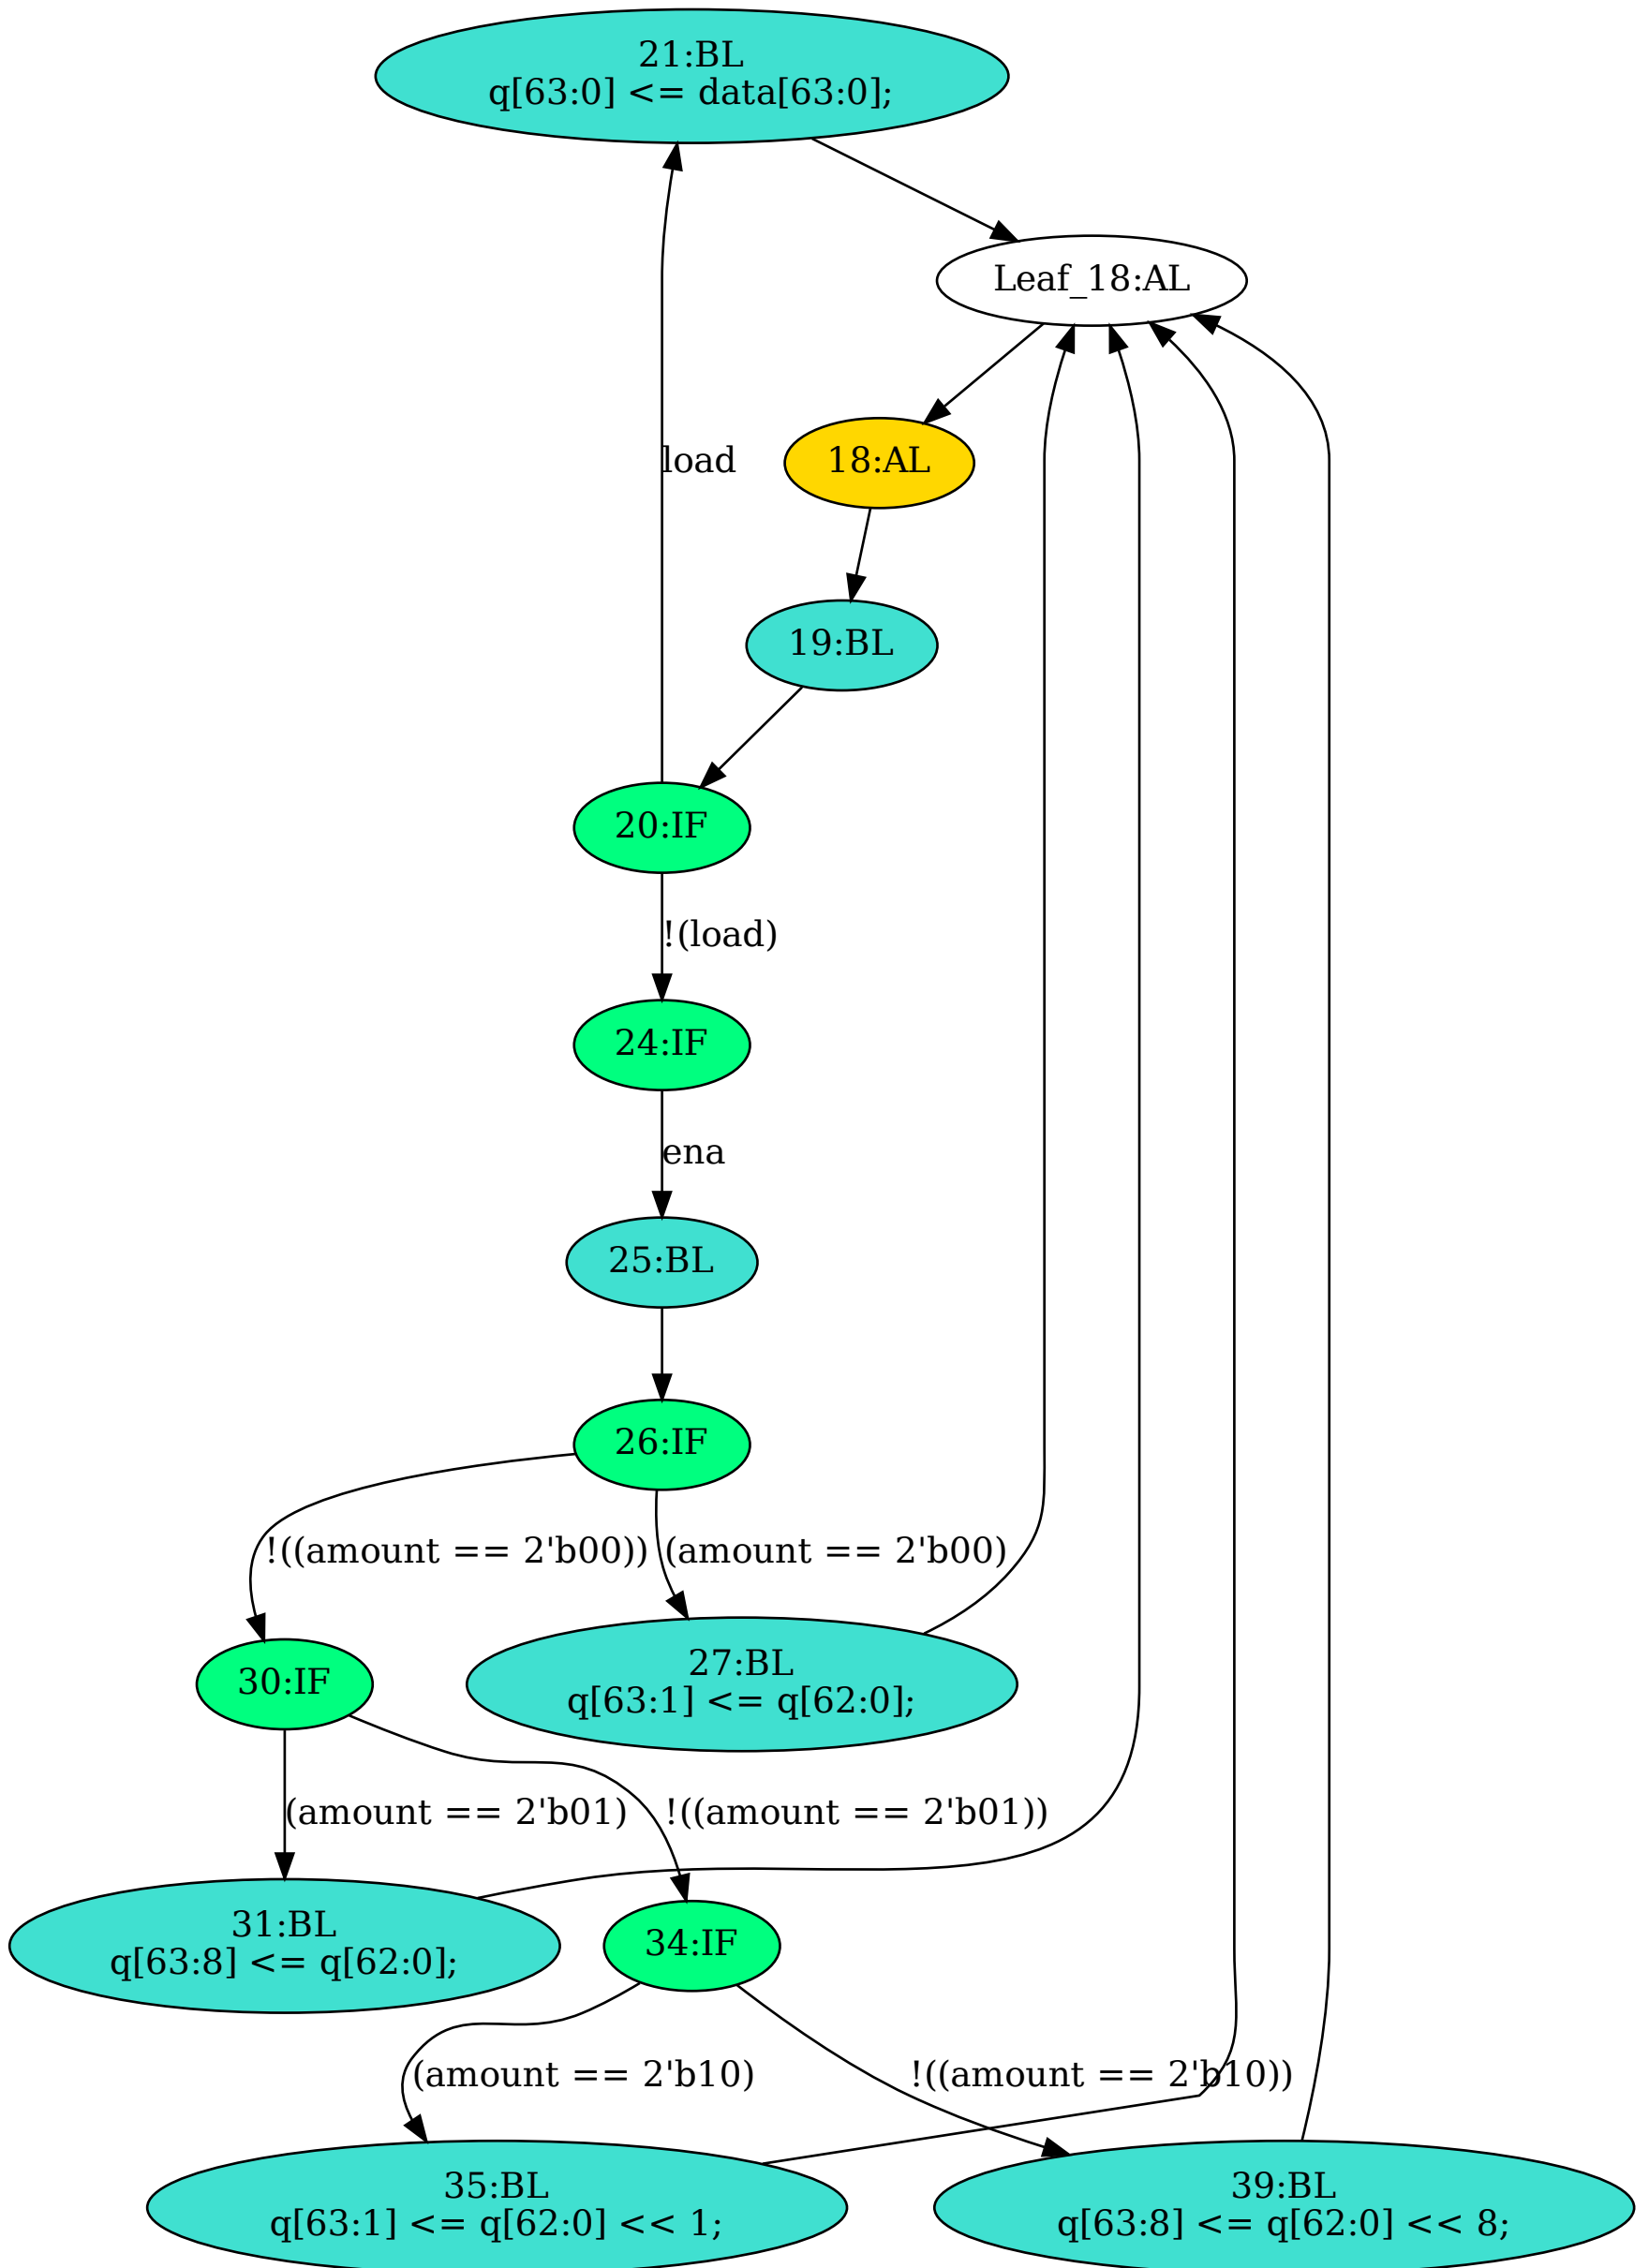 21:BL
q[63:0] <= data[63:0];
Leaf_18:AL
load
18:AL
19:BL
20:IF
!(load)
24:IF
ena
25:BL
26:IF
!((amount == 2'b00))
(amount == 2'b00)
30:IF
27:BL
q[63:1] <= q[62:0];
(amount == 2'b01)
!((amount == 2'b01))
31:BL
q[63:8] <= q[62:0];
34:IF
(amount == 2'b10)
!((amount == 2'b10))
35:BL
q[63:1] <= q[62:0] << 1;
39:BL
q[63:8] <= q[62:0] << 8;